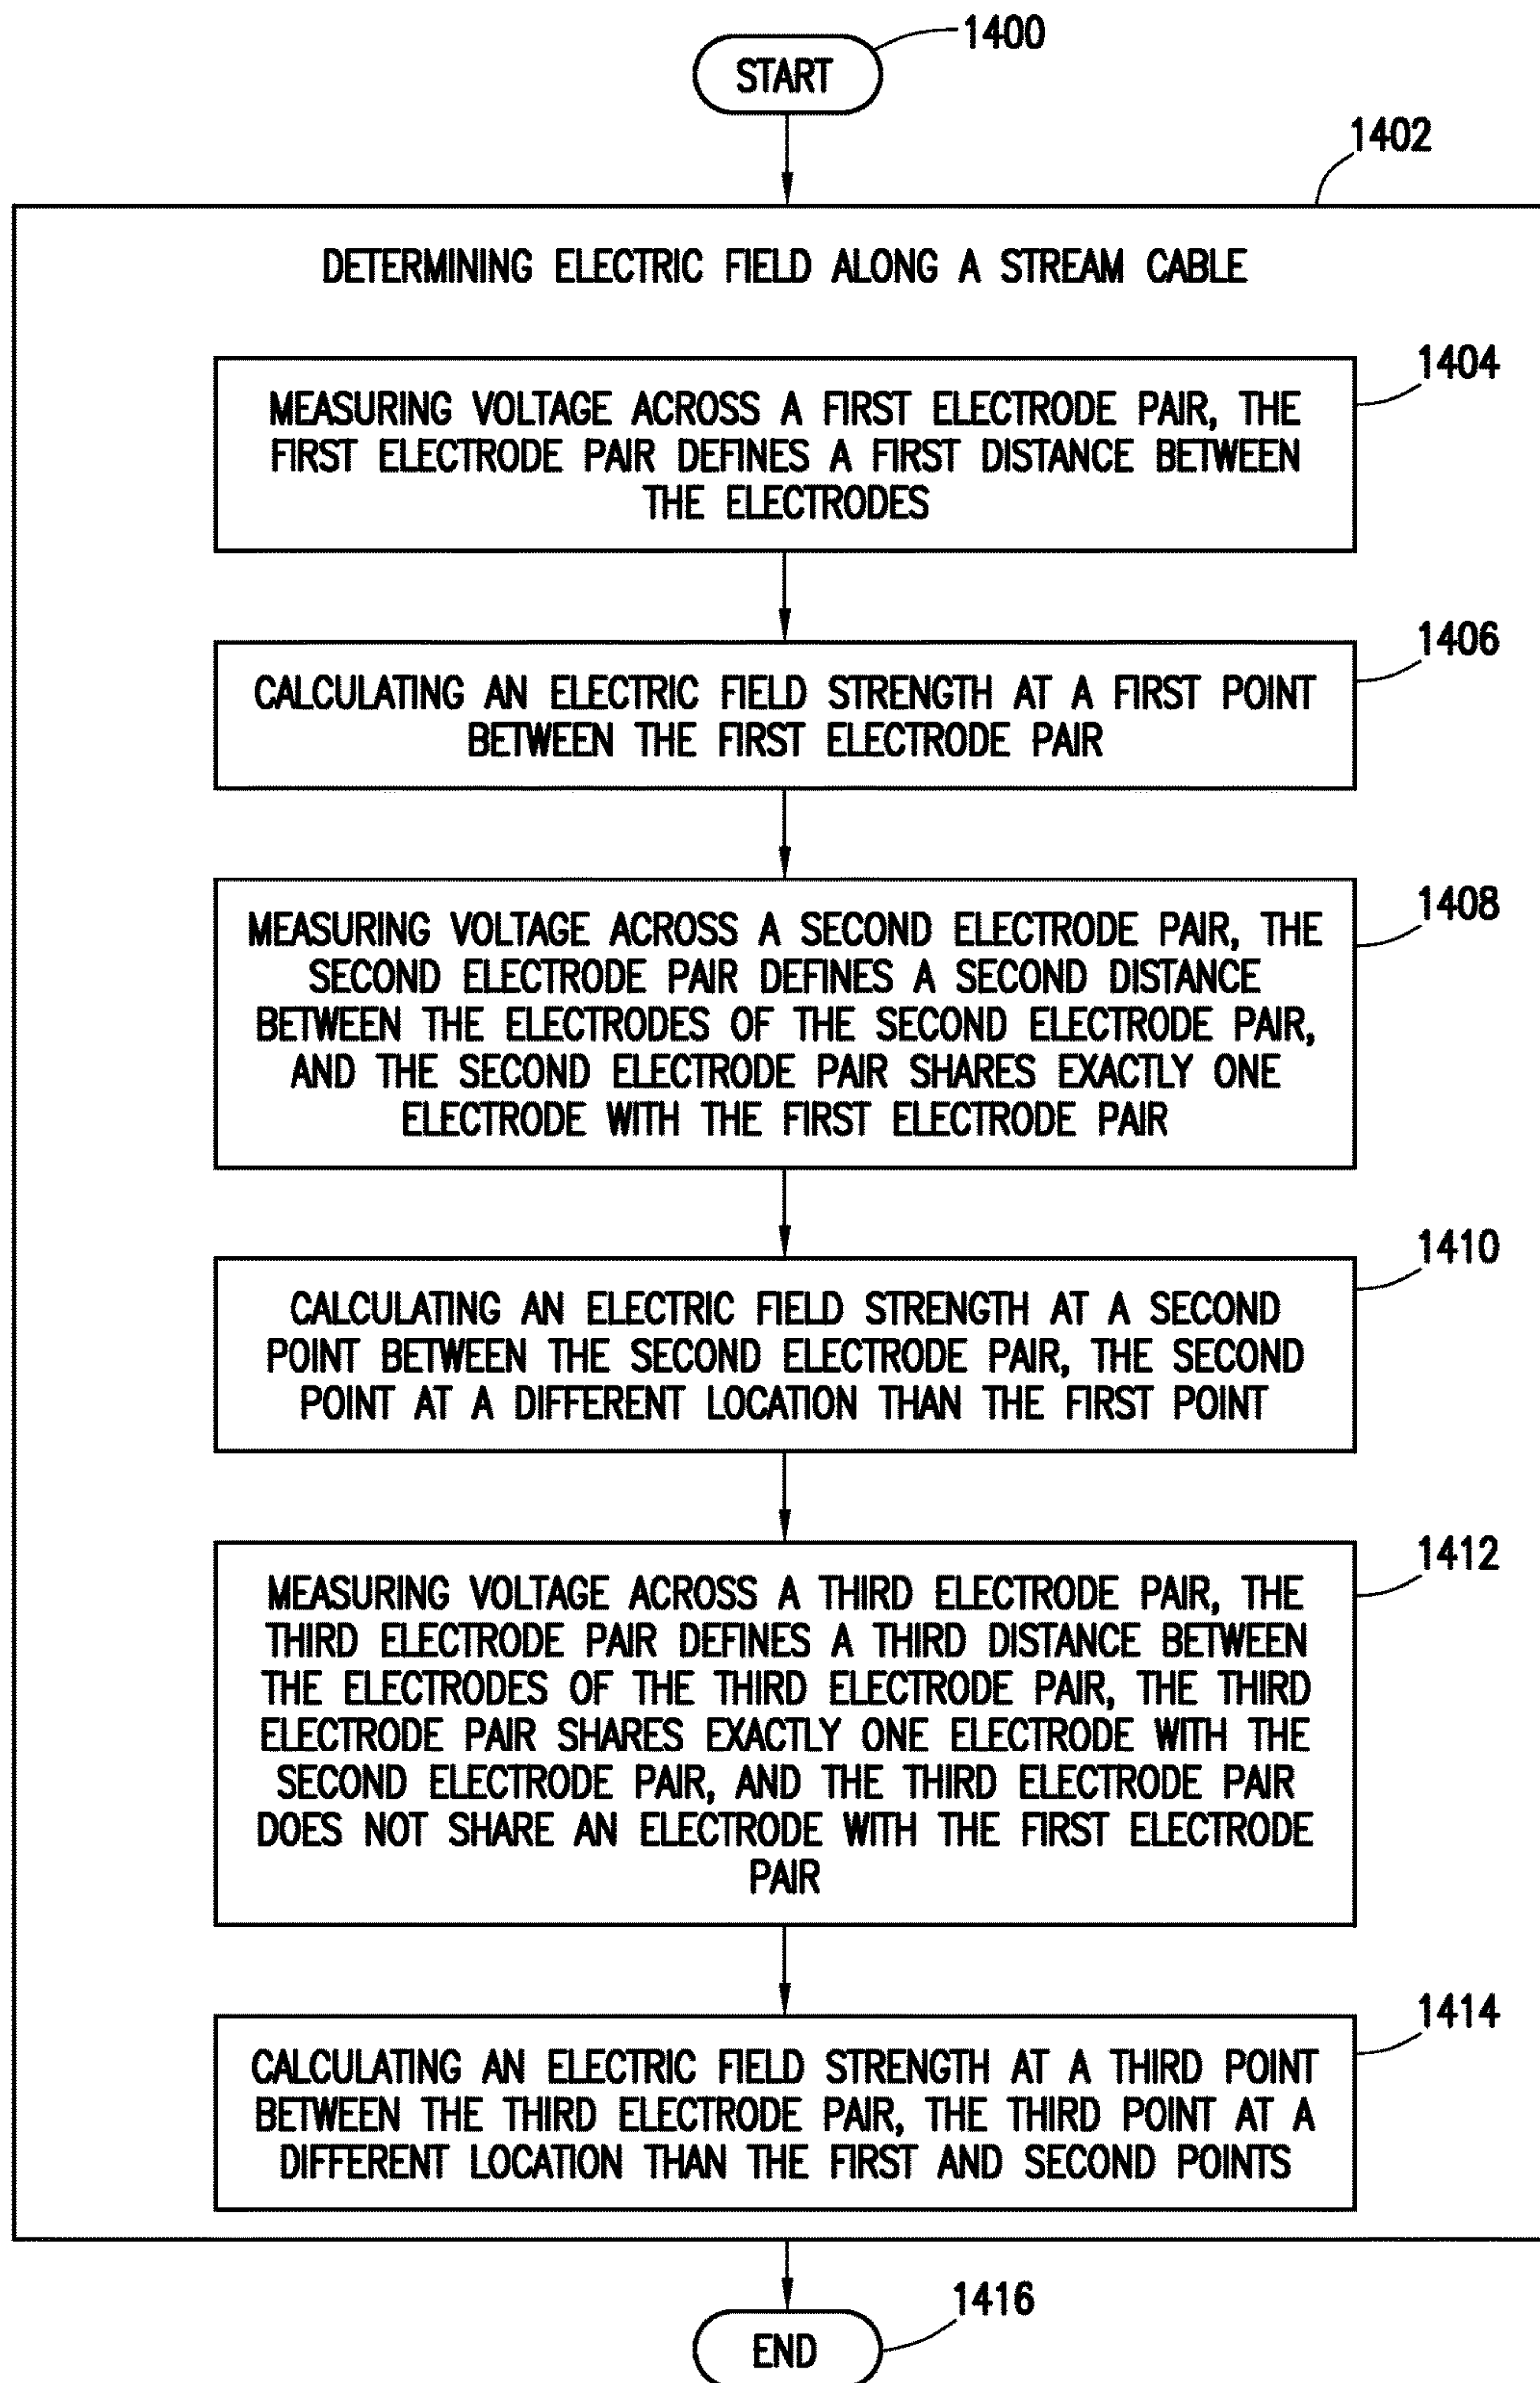 1400
START
1402
DETERMINING ELECTRIC FIELD ALONG A STREAM CABLE
1404
MEASURING VOLTAGE ACROSS A FIRST ELECTRODE PAIR, THE
FIRST ELECTRODE PAIR DEFINES A FIRST DISTANCE BETWEEN
THE ELECTRODES
1406
CALCULATING AN ELECTRIC FIELD STRENGTH AT A FIRST POINT
BETWEEN THE FIRST ELECTRODE PAIR
1408
MEASURING VOLTAGE ACROSS A SECOND ELECTRODE PAIR, THE
SECOND ELECTRODE PAIR DEFINES A SECOND DISTANCE
BETWEEN THE ELECTRODES OF THE SECOND ELECTRODE PAIR,
AND THE SECOND ELECTRODE PAIR SHARES EXACTLY ONE
ELECTRODE WITH THE FIRST ELECTRODE PAIR
1410
CALCULATING AN ELECTRIC FIELD STRENGTH AT A SECOND
POINT BETWEEN THE SECOND ELECTRODE PAIR, THE SECOND
POINT AT A DIFFERENT LOCATION THAN THE FIRST POINT
1412
MEASURING VOLTAGE ACROSS A THIRD ELECTRODE PAIR, THE
THIRD ELECTRODE PAIR DEFINES A THIRD DISTANCE BETWEEN
THE ELECTRODES OF THE THIRD ELECTRODE PAIR, THE THIRD
ELECTRODE PAIR SHARES EXACTLY ONE ELECTRODE WITH THE
SECOND ELECTRODE PAIR, AND THE THIRD ELECTRODE PAIR
DOES NOT SHARE AN ELECTRODE WITH THE FIRST ELECTRODE
PAIR
1414
CALCULATING AN ELECTRIC FIELD STRENGTH AT A THIRD POINT
BETWEEN THE THIRD ELECTRODE PAIR, THE THIRD POINT AT A
DIFFERENT LOCATION THAN THE FIRST AND SECOND POINTS
1416
END